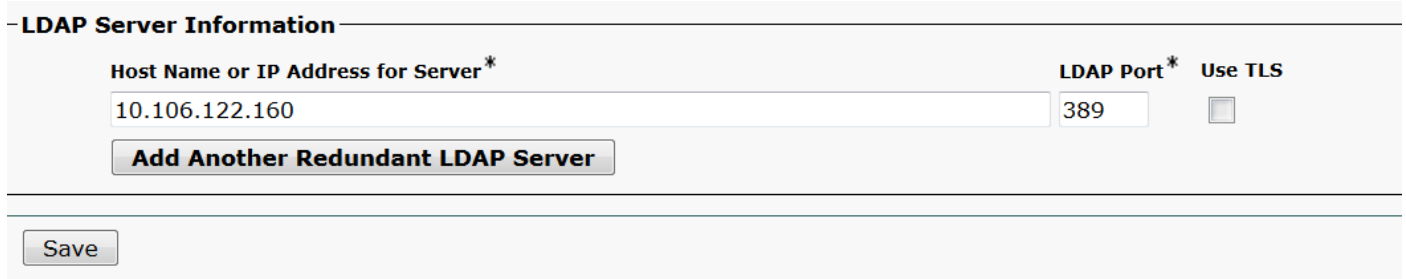 LDAP Server Information
Host Name or IP Address for Server* LDAP Port* Use TLS
10.106.122.160 389
Add Another Redundant LDAP Server
Save